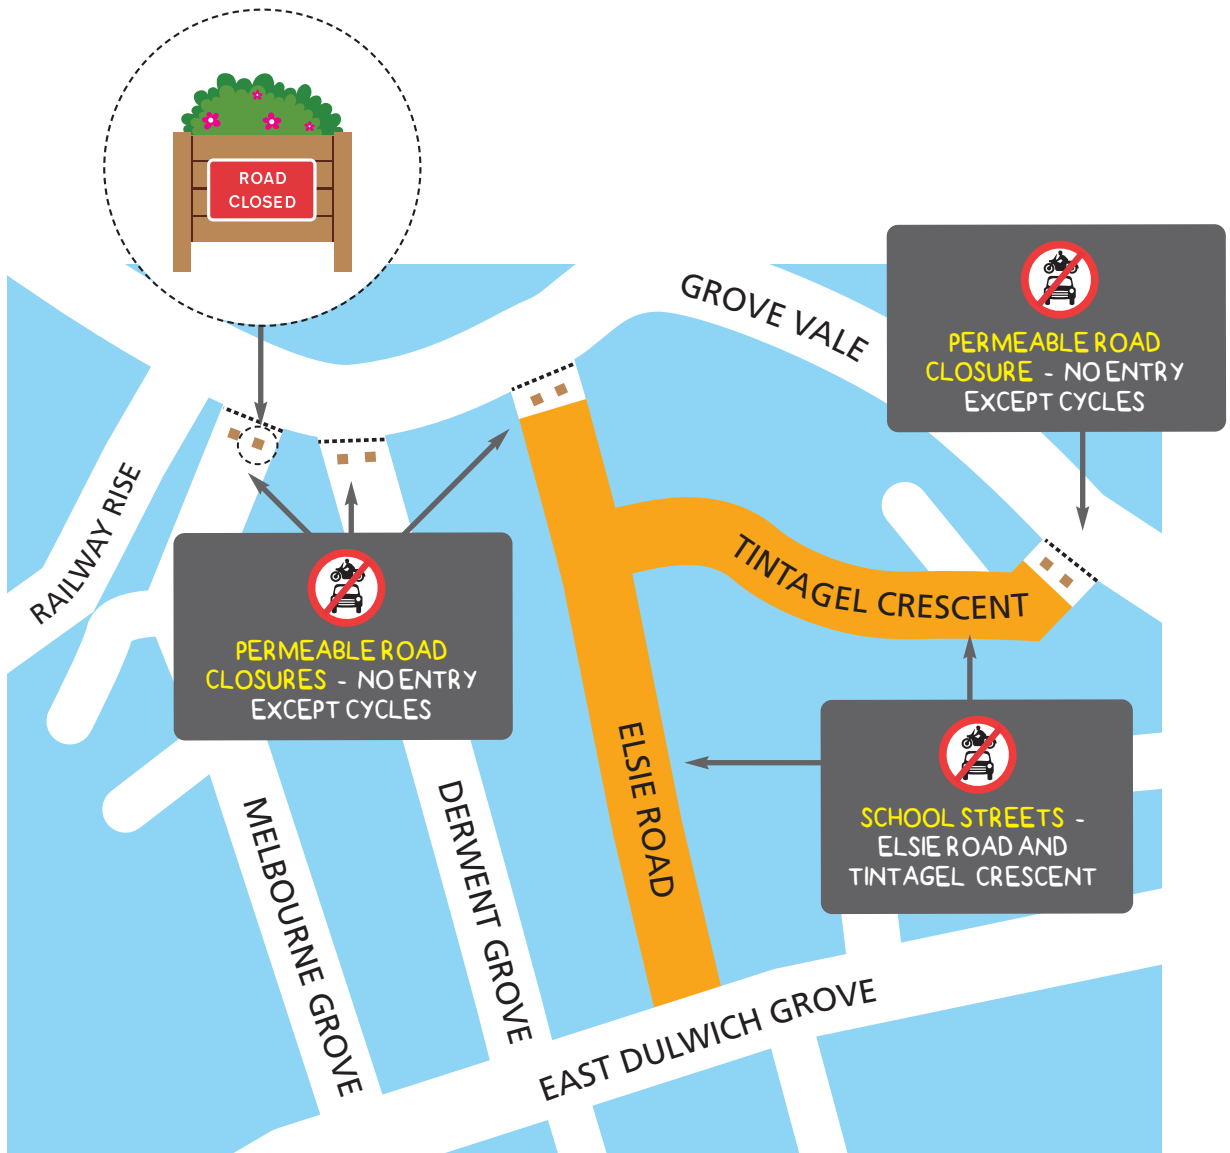 ROAD
CLOSED
GROVE VALE
PERMEABLE ROAD
CLOSURE - NO ENTRY
EXCEPT CYCLES
RAILWAY RISE
TINTAGEL CRESCENT
PERMEABLE ROAD
CLOSURES - NO ENTRY
EXCEPT CYCLES
ELSIE ROAD
SCHOOL STREETS -
ELSIE ROAD AND
TINTAGEL CRESCENT
MELBOURNE GROVE
DERWENT GROVE
EAST DULWICH GROVE